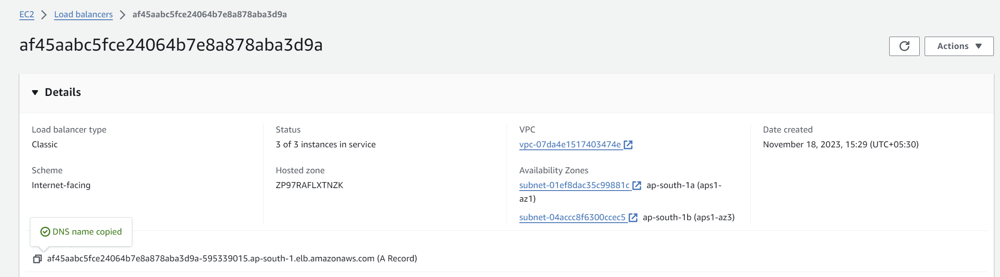 EC2 > Load balancers > af45aabc5fce24064b7e8a878aba3d9a
af45aabc5fce24064b7e8a878aba3d9a
Actions
Details
Load balancer type
Classic
Status
3 of 3 instances in service
VPC
vpc-07da4e1517403474e
Date created
November 18, 2023, 15:29 (UTC+05:30)
Scheme
Internet-facing
Hosted zone
ZP97RAFLXTNZK
Availability Zones
subnet-01ef8dac35c99881c ap-south-1a (aps1-
az1)
subnet-04accc8f6300ccec5 ap-south-1b (aps1-az3)
DNS name copied
af45aabc5fce24064b7e8a878aba3d9a-595339015.ap-south-1.elb.amazonaws.com (A Record)